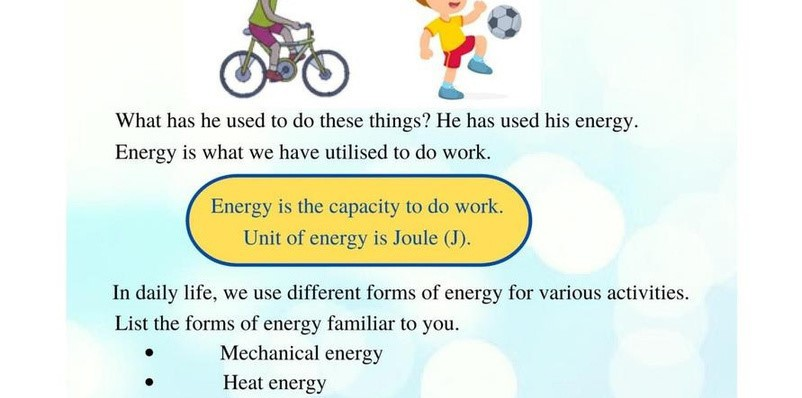 What has he used to do these things? He has used his energy.
Energy is what we have utilised to do work.
Energy is the capacity to do work.
Unit of energy is Joule (J).
In daily life, we use different forms of energy for various activities.
List the forms of energy familiar to you.
• Mechanical energy
• Heat energy